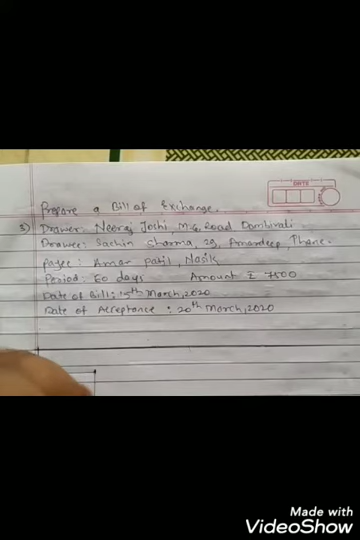 DATE
Prepare a Bill of Exchange.
3) Drawer: Neeraj Joshi, M.G. Road Dombivali
Drawee: Sachin Sharma, 29, Amardeep, Thane.
Payee: Amar Patil, Nasik
Period: 60 days Amount ₹ 7500
Date of Bill: 15th March, 2020
Date of Acceptance: 20th March, 2020
Made with
VideoShow